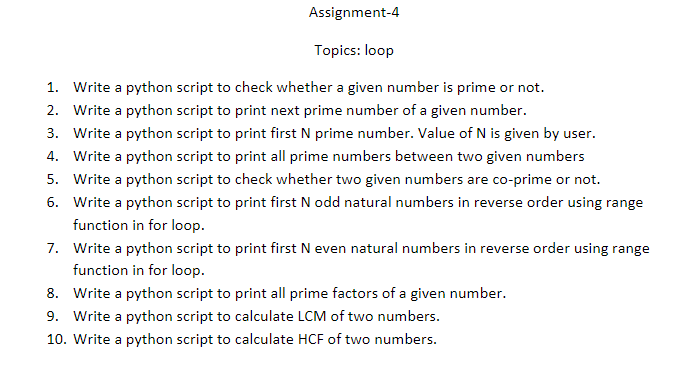 Assignment-4
Topics: loop
1. Write a python script to check whether a given number is prime or not.
2. Write a python script to print next prime number of a given number.
3. Write a python script to print first N prime number. Value of N is given by user.
4. Write a python script to print all prime numbers between two given numbers
5. Write a python script to check whether two given numbers are co-prime or not.
6. Write a python script to print first N odd natural numbers in reverse order using range
function in for loop.
7. Write a python script to print first N even natural numbers in reverse order using range
function in for loop.
8. Write a python script to print all prime factors of a given number.
9. Write a python script to calculate LCM of two numbers.
10. Write a python script to calculate HCF of two numbers.